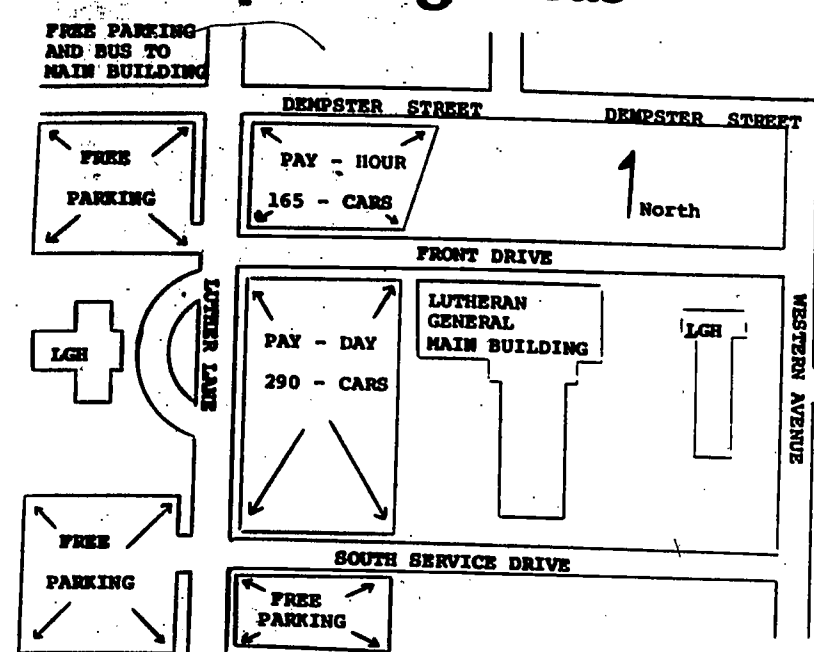 FREE PARKING
AND BUS TO
MAIN BUILDING
DEMPSTER STREET
DEMPSTER STREET
FREE
PARKING
PAY - HOUR
165 - CARS
North
FRONT DRIVE
LUTHER LANE
LGH
PAY - DAY
290 - CARS
LUTHERAN
GENERAL
MAIN BUILDING
LGH
WESTERN AVENUE
FREE
PARKING
SOUTH SERVICE DRIVE
FREE
PARKING